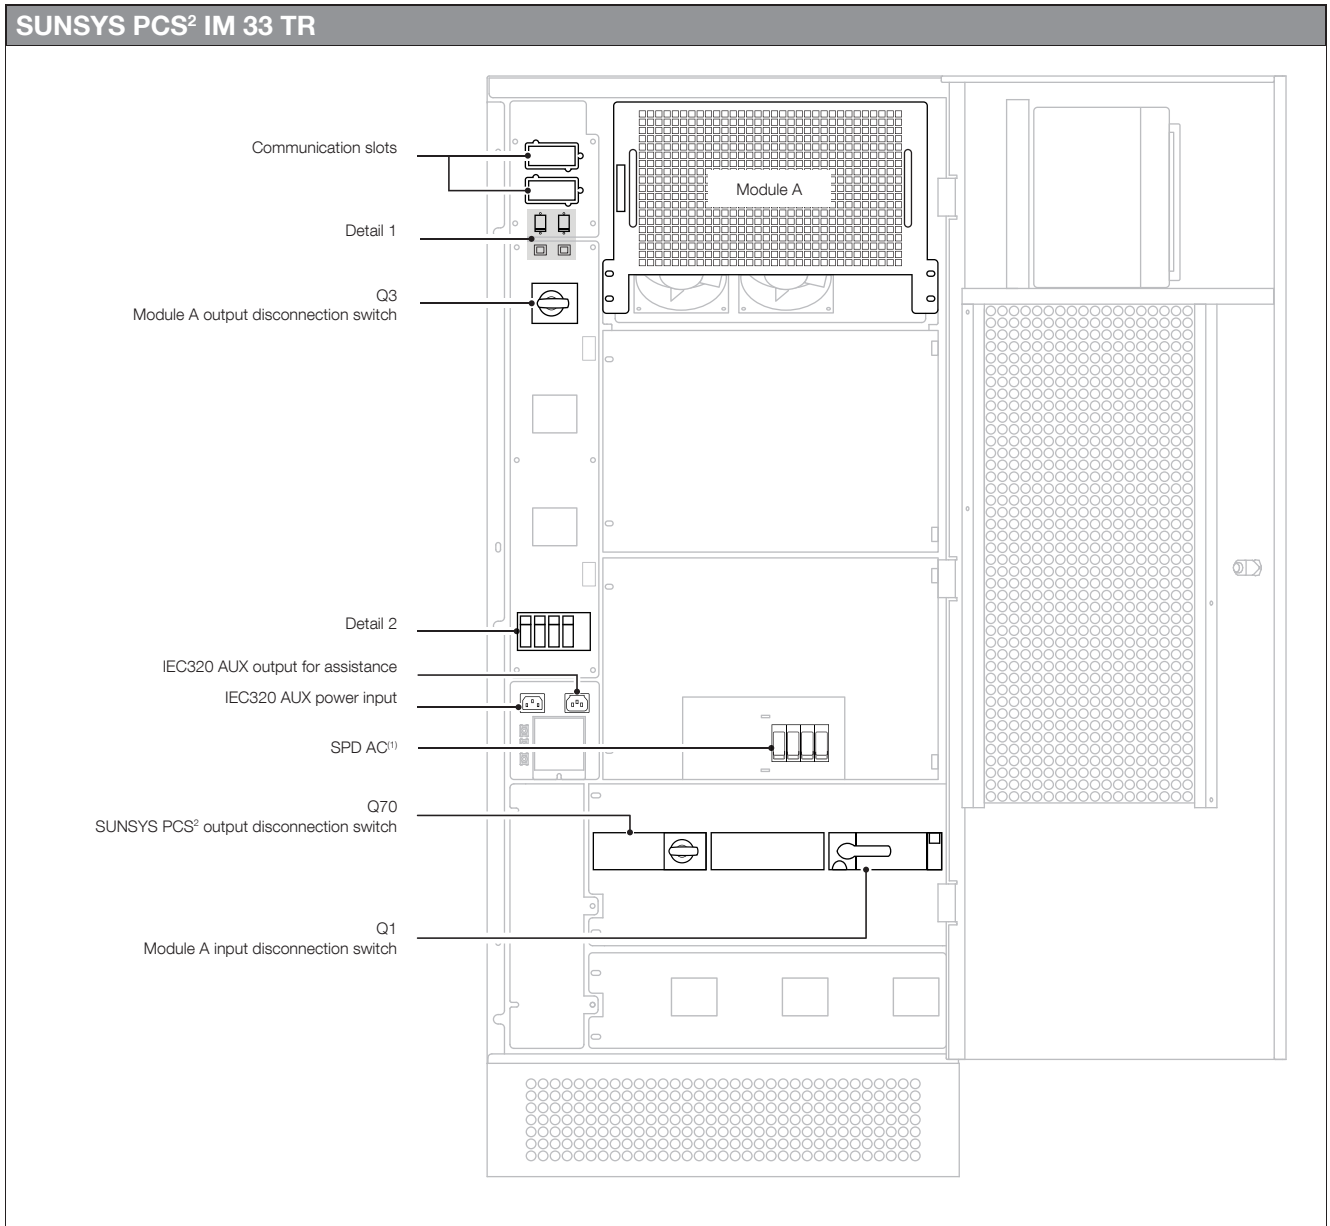 SUNSYS PCS² IM 33 TR
Communication slots
Module A
Detail 1
Q3
Module A output disconnection switch
Detail 2
IEC320 AUX output for assistance
IEC320 AUX power input
SPD AC⁽¹⁾
Q70
SUNSYS PCS² output disconnection switch
Q1
Module A input disconnection switch